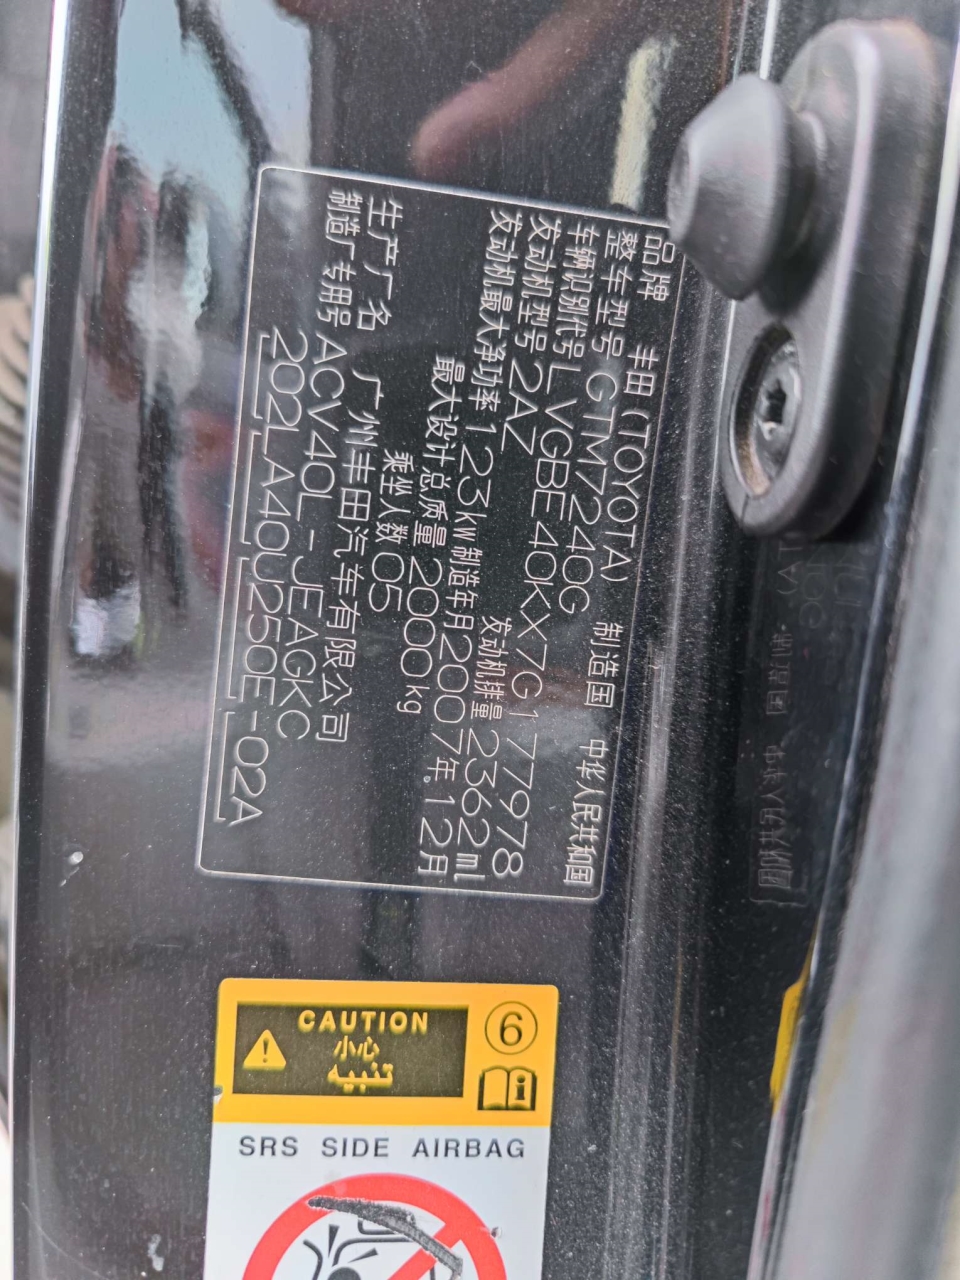 品牌 丰田(TOYOTA) 制造国 中华人民共和国
整车型号 GTM7240G
车辆识别代号 LVGBE40KX7G177978
发动机型号 2AZ 发动机排量 2362ml
发动机最大净功率 123kW 制造年月 2007年12月
最大设计总质量 2000kg
乘坐人数 05
生产厂名 广州丰田汽车有限公司
制造厂专用号 ACV40L-JEAGKC
202LA40U250E-02A
CAUTION
小心
تنبيه
6
i
SRS SIDE AIRBAG